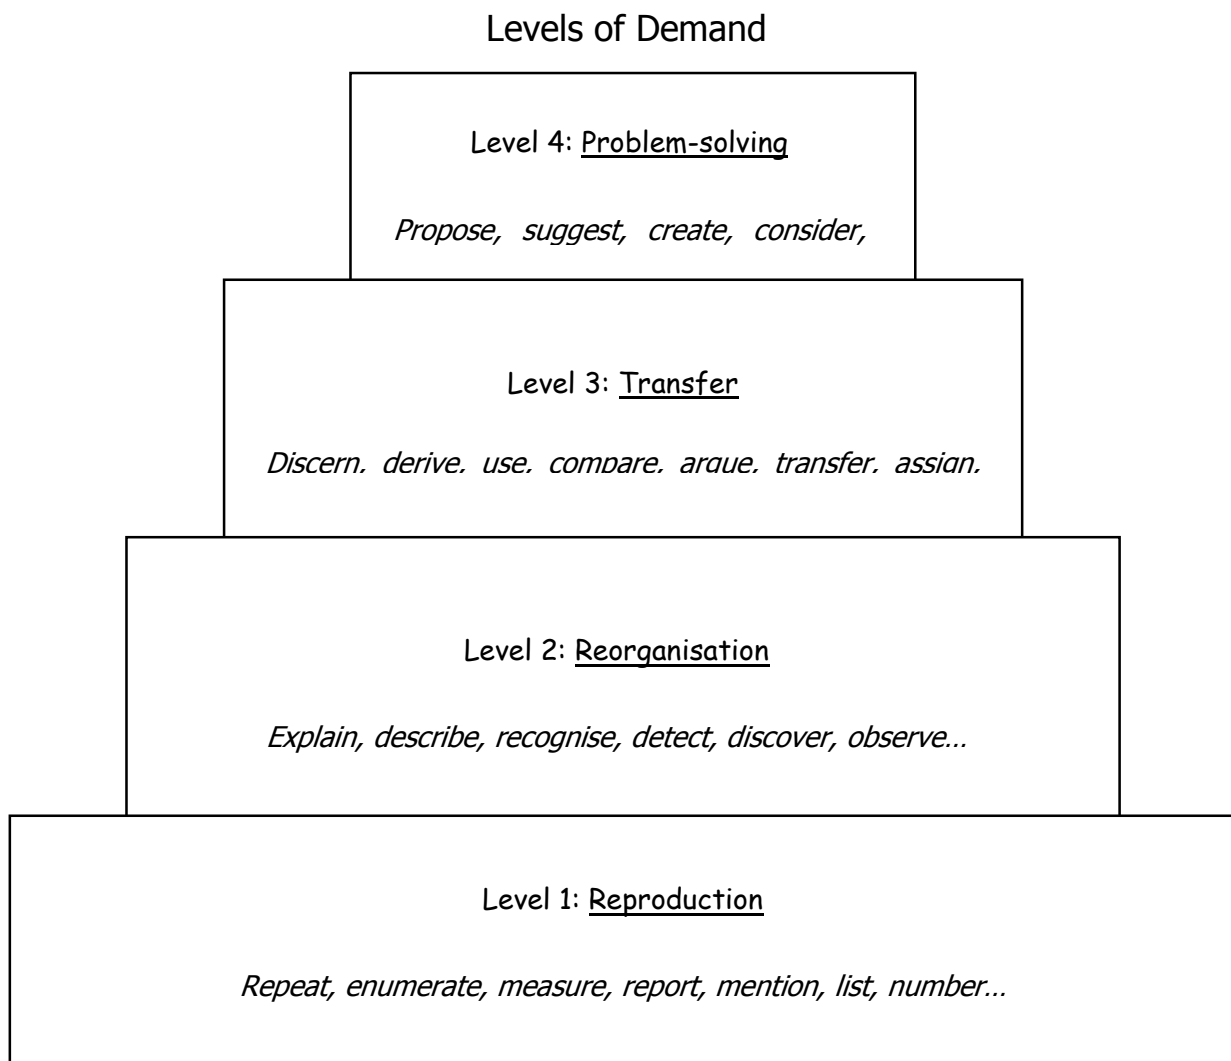 Levels of Demand
Level 4: Problem-solving
Propose, suggest, create, consider,
Level 3: Transfer
Discern, derive, use, compare, argue, transfer, assign,
Level 2: Reorganisation
Explain, describe, recognise, detect, discover, observe...
Level 1: Reproduction
Repeat, enumerate, measure, report, mention, list, number...